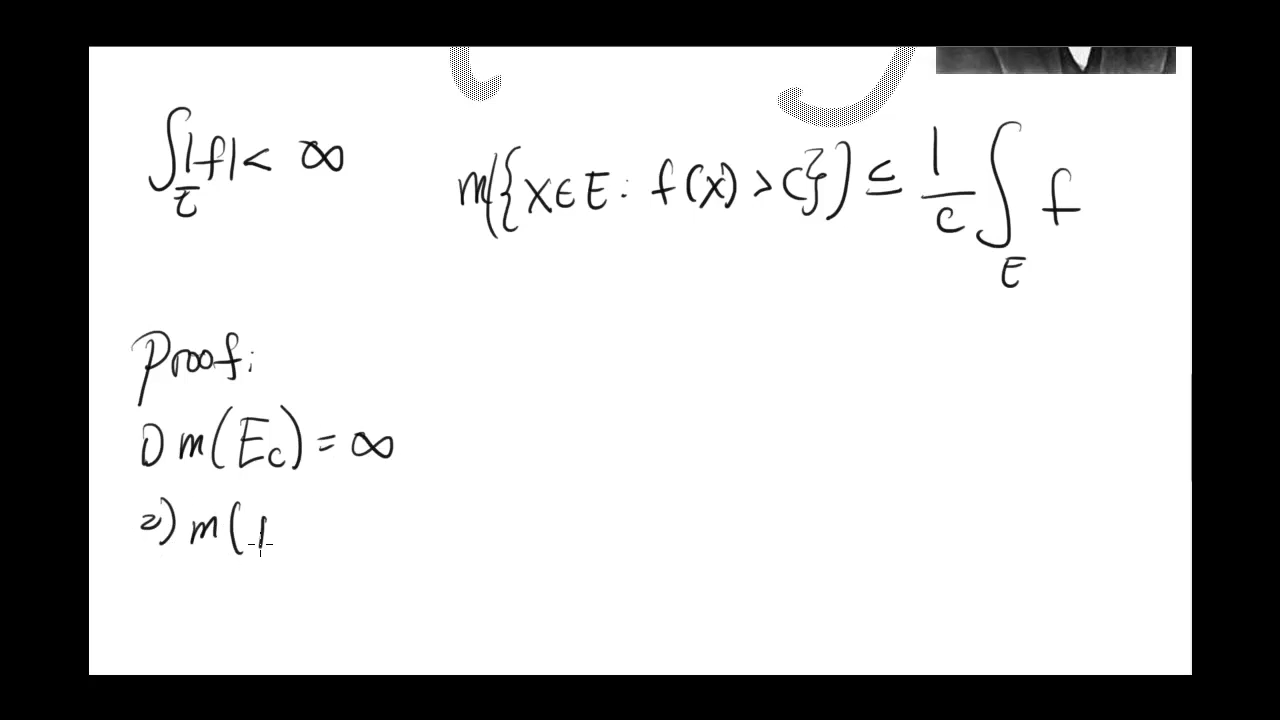 ∫_E |f| < ∞
m({x∈E : f(x) > c}) ≤ 1/c ∫_E f
Proof:
1) m(E_c) = ∞
2) m(